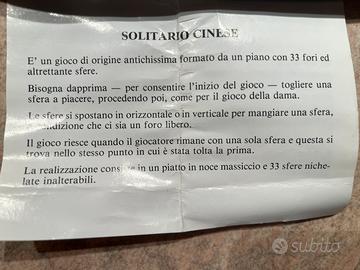 SOLITARIO CINESE
E' un gioco di origine antichissima formato da un piano con 33 fori ed
altrettante sfere.
Bisogna dapprima — per consentire l'inizio del gioco — togliere una
sfera a piacere, procedendo poi, come per il gioco della dama.
Le sfere si spostano in orizzontale o in verticale per mangiare una sfera,
condizione che ci sia un foro libero.
Il gioco riesce quando il giocatore rimane con una sola sfera e questa si
trova nello stesso punto in cui è stata tolta la prima.
La realizzazione consiste in un piatto in noce massiccio e 33 sfere niche-
late inalterabili.
subito